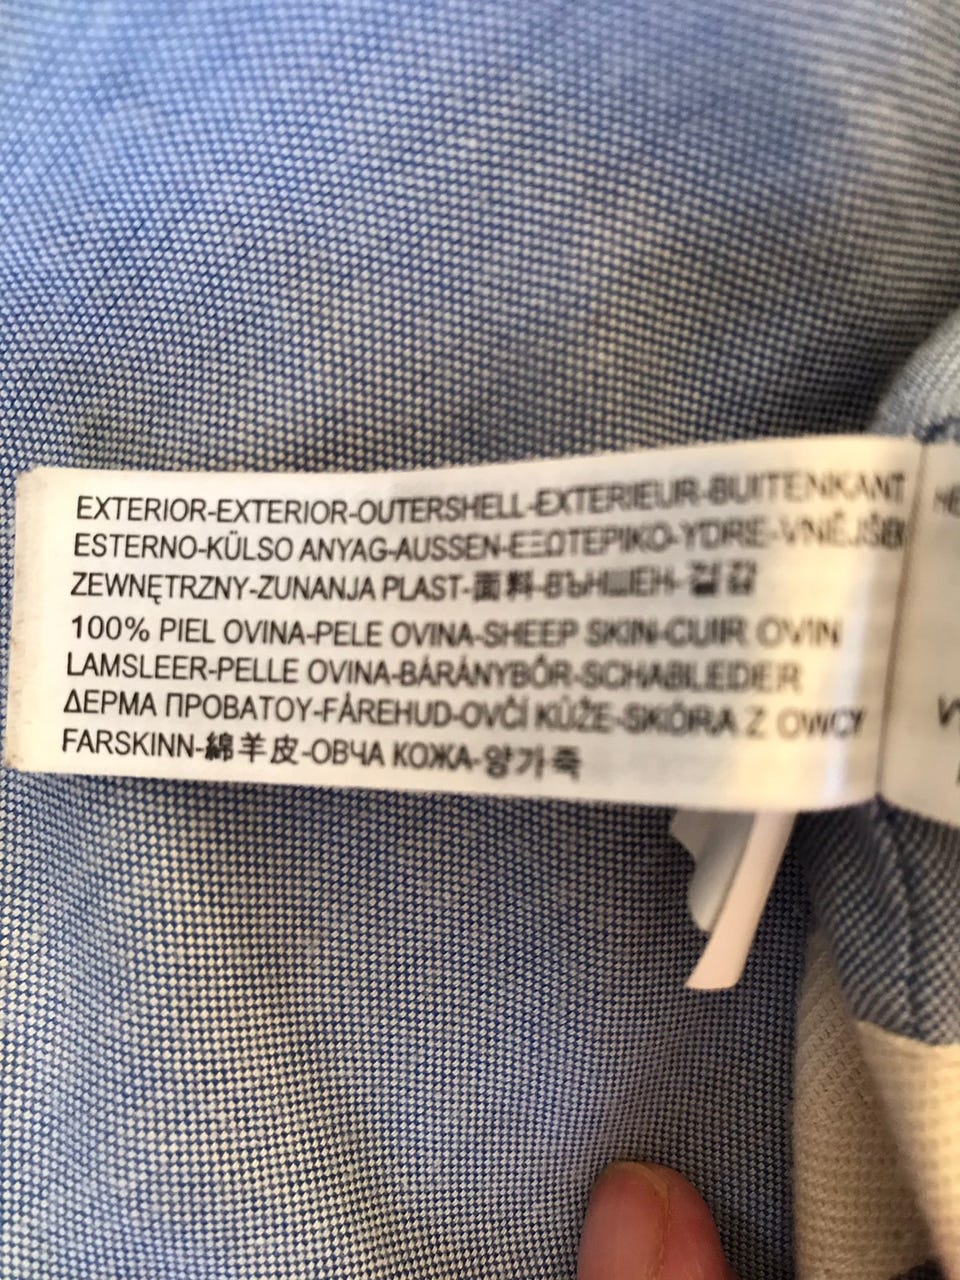 EXTERIOR-EXTERIOR-OUTERSHELL-EXTERIEUR-BUITENKANT
ESTERNO-KÜLSO ANYAG-AUSSEN-ΕΞΩΤΕΡΙΚΟ-YDRE-VNĚJŠEK
ZEWNĘTRZNY-ZUNANJA PLAST-面料-ВЪНШЕН-겉감
100% PIEL OVINA-PELE OVINA-SHEEP SKIN-CUIR OVIN
LAMSLEER-PELLE OVINA-BÁRÁNYBŐR-SCHABLEDER
ΔΕΡΜΑ ΠΡΟΒΑΤΟΥ-FÅREHUD-OVČÍ KŮŽE-SKÓRA Z OWCY
FARSKINN-綿羊皮-ОВЧА КОЖА-양가죽